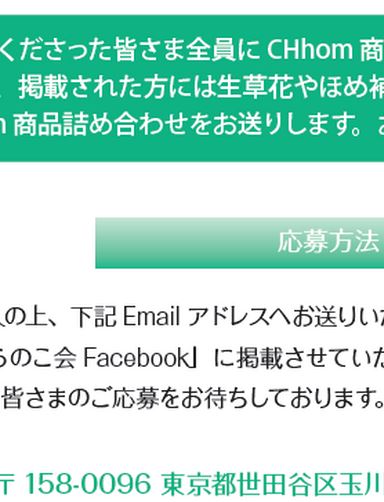 くださった皆さま全員に CHhom 商
、掲載された方には生草花やほめ補
m 商品詰め合わせをお送りします。
応募方法
の上、下記 Email アドレスへお送りい
らのこ会 Facebook」に掲載させてい
皆さまのご応募をお待ちしております。
〒 158-0096 東京都世田谷区玉川